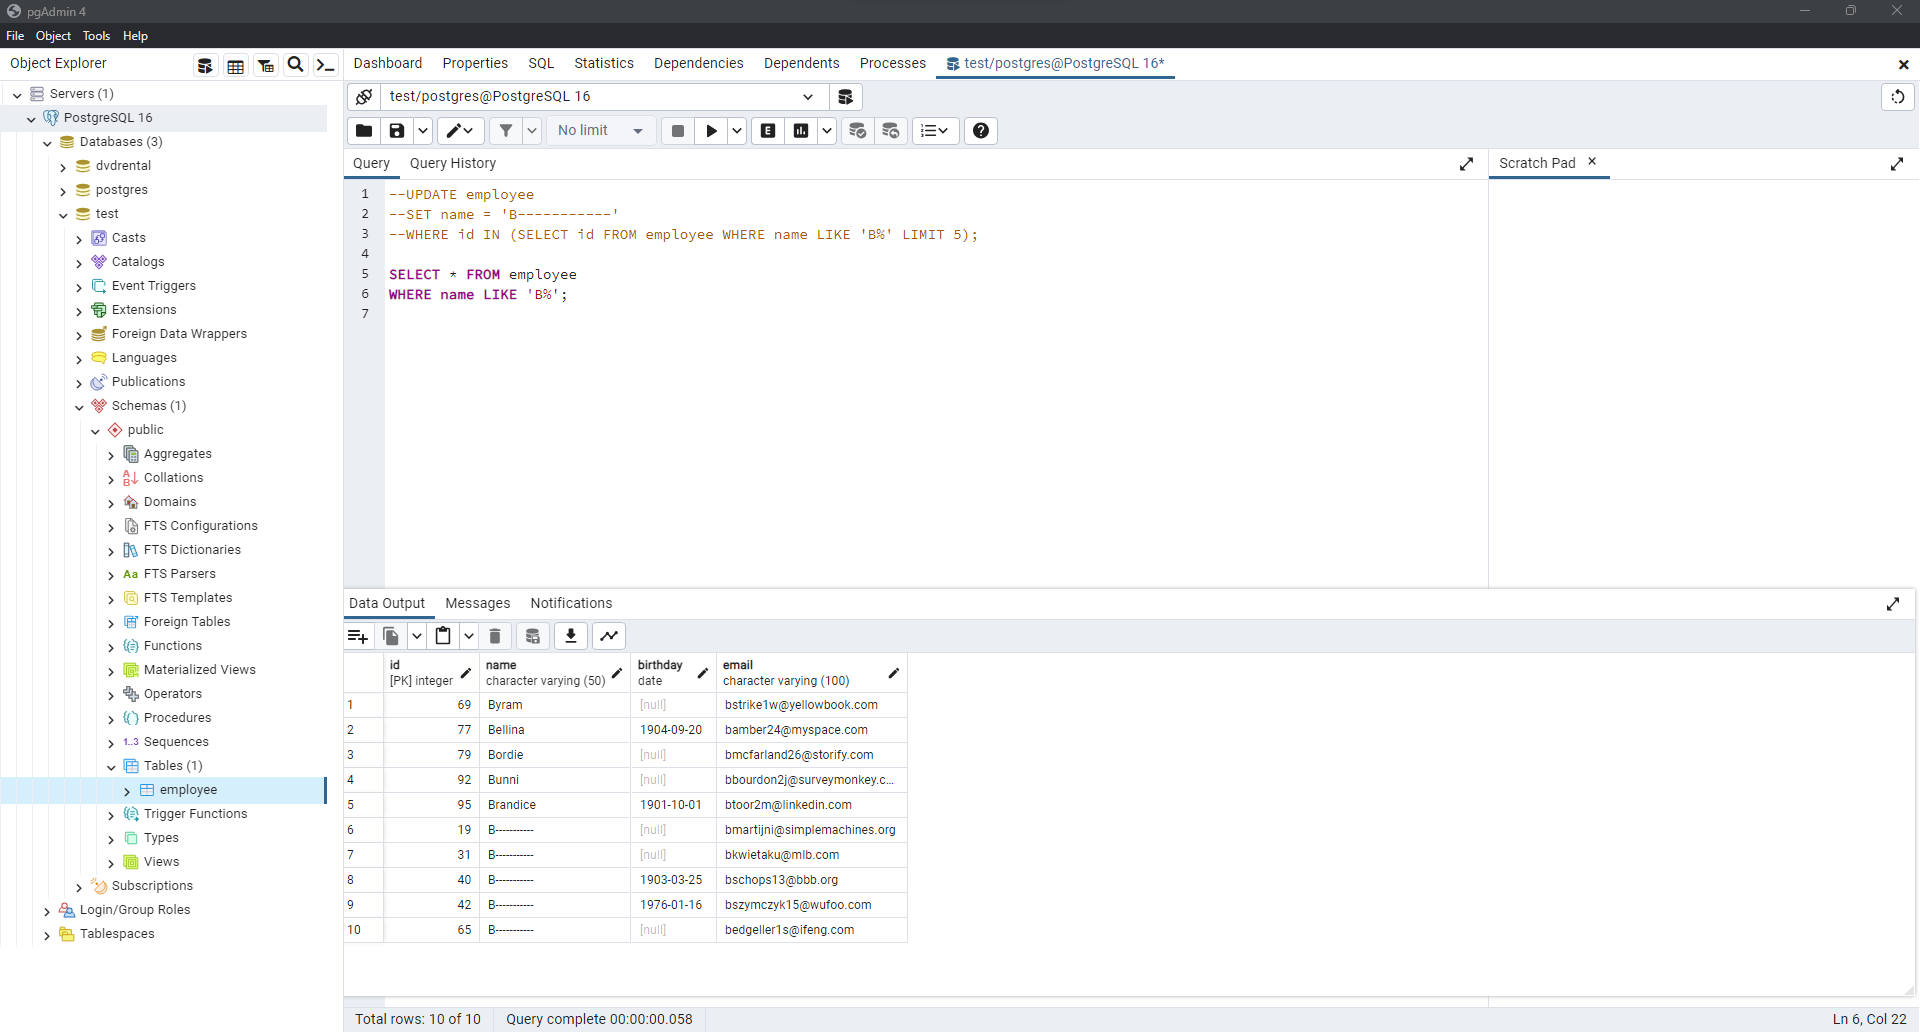 pgAdmin 4
File Object Tools Help
Object Explorer
Dashboard Properties SQL Statistics Dependencies Dependents Processes test/postgres@PostgreSQL 16*
Servers (1)
PostgreSQL 16
Databases (3)
dvdrental
postgres
test
Casts
Catalogs
Event Triggers
Extensions
Foreign Data Wrappers
Languages
Publications
Schemas (1)
public
Aggregates
Collations
Domains
FTS Configurations
FTS Dictionaries
Aa FTS Parsers
FTS Templates
Foreign Tables
Functions
Materialized Views
Operators
Procedures
1..3 Sequences
Tables (1)
employee
Trigger Functions
Types
Views
Subscriptions
Login/Group Roles
Tablespaces
test/postgres@PostgreSQL 16
No limit
E
Query Query History
Scratch Pad
1 --UPDATE employee
2 --SET name = 'B-----------'
3 --WHERE id IN (SELECT id FROM employee WHERE name LIKE 'B%' LIMIT 5);
4
5 SELECT * FROM employee
6 WHERE name LIKE 'B%';
7
Data Output Messages Notifications
id name birthday email
[PK] integer character varying (50) date character varying (100)
1 69 Byram [null] bstrike1w@yellowbook.com
2 77 Bellina 1904-09-20 bamber24@myspace.com
3 79 Bordie [null] bmcfarland26@storify.com
4 92 Bunni [null] bbourdon2j@surveymonkey.c...
5 95 Brandice 1901-10-01 btoor2m@linkedin.com
6 19 B----------- [null] bmartijni@simplemachines.org
7 31 B----------- [null] bkwietaku@mlb.com
8 40 B----------- 1903-03-25 bschops13@bbb.org
9 42 B----------- 1976-01-16 bszymczyk15@wufoo.com
10 65 B----------- [null] bedgeller1s@ifeng.com
Total rows: 10 of 10 Query complete 00:00:00.058 Ln 6, Col 22